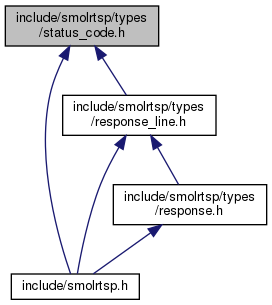 include/smolrtsp/types
/status_code.h
include/smolrtsp/types
/response_line.h
include/smolrtsp/types
/response.h
include/smolrtsp.h